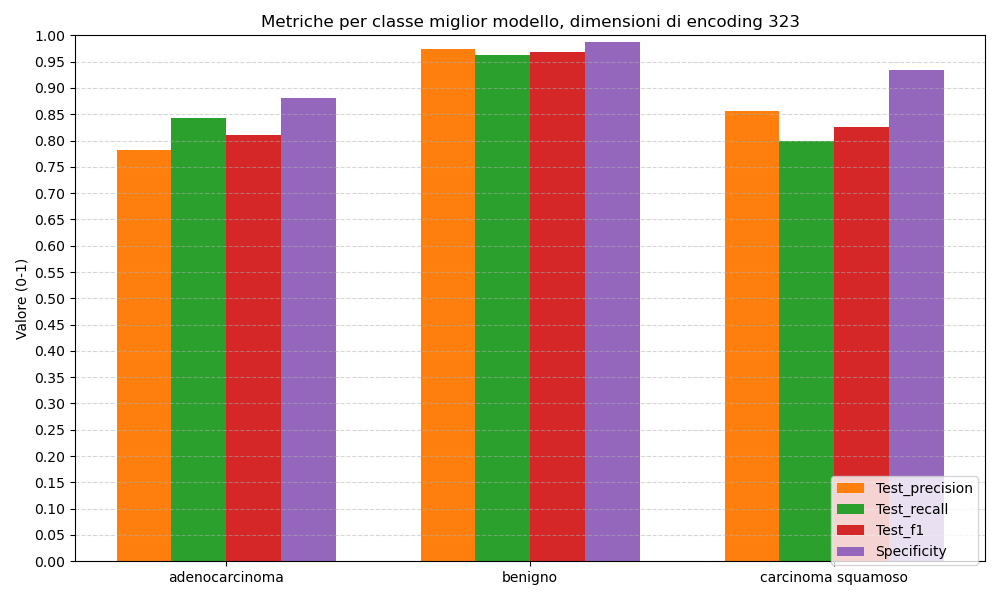 Metriche per classe miglior modello, dimensioni di encoding 323
Valore (0-1)
1.00
0.95
0.90
0.85
0.80
0.75
0.70
0.65
0.60
0.55
0.50
0.45
0.40
0.35
0.30
0.25
0.20
0.15
0.10
0.05
0.00
adenocarcinoma
benigno
carcinoma squamoso
Test_precision
Test_recall
Test_f1
Specificity